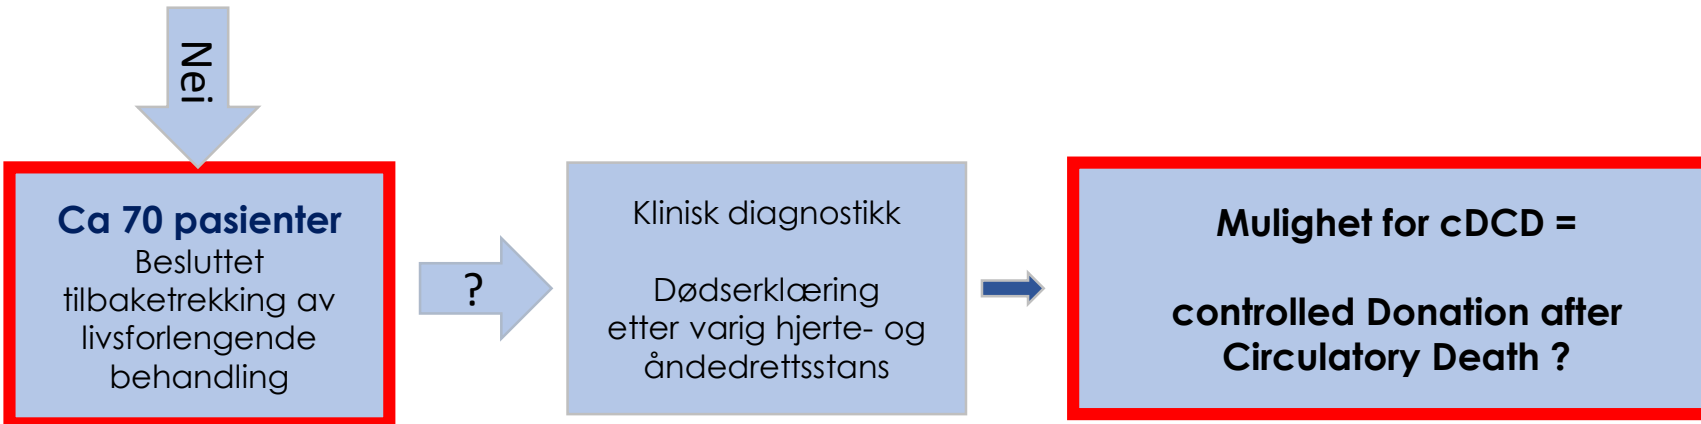 Nei
Ca 70 pasienter
Besluttet
tilbaketrekking av
livsforlengende
behandling
?
Klinisk diagnostikk
Dødserklæring
etter varig hjerte- og
åndedrettsstans
Mulighet for cDCD =
controlled Donation after
Circulatory Death ?